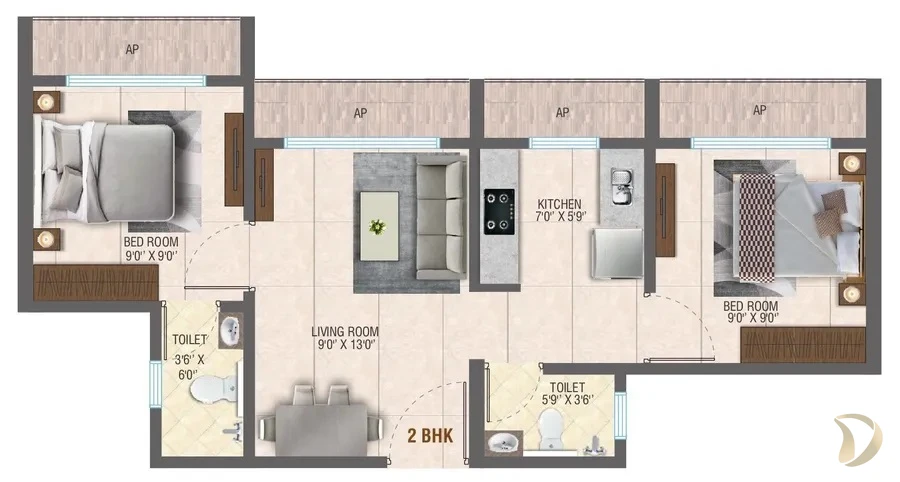 AP
AP
AP
AP
BED ROOM
9'0'' X 9'0''
KITCHEN
7'0'' X 5'9''
BED ROOM
9'0'' X 9'0''
LIVING ROOM
9'0'' X 13'0''
TOILET
3'6'' X
6'0''
TOILET
5'9'' X 3'6''
2 BHK